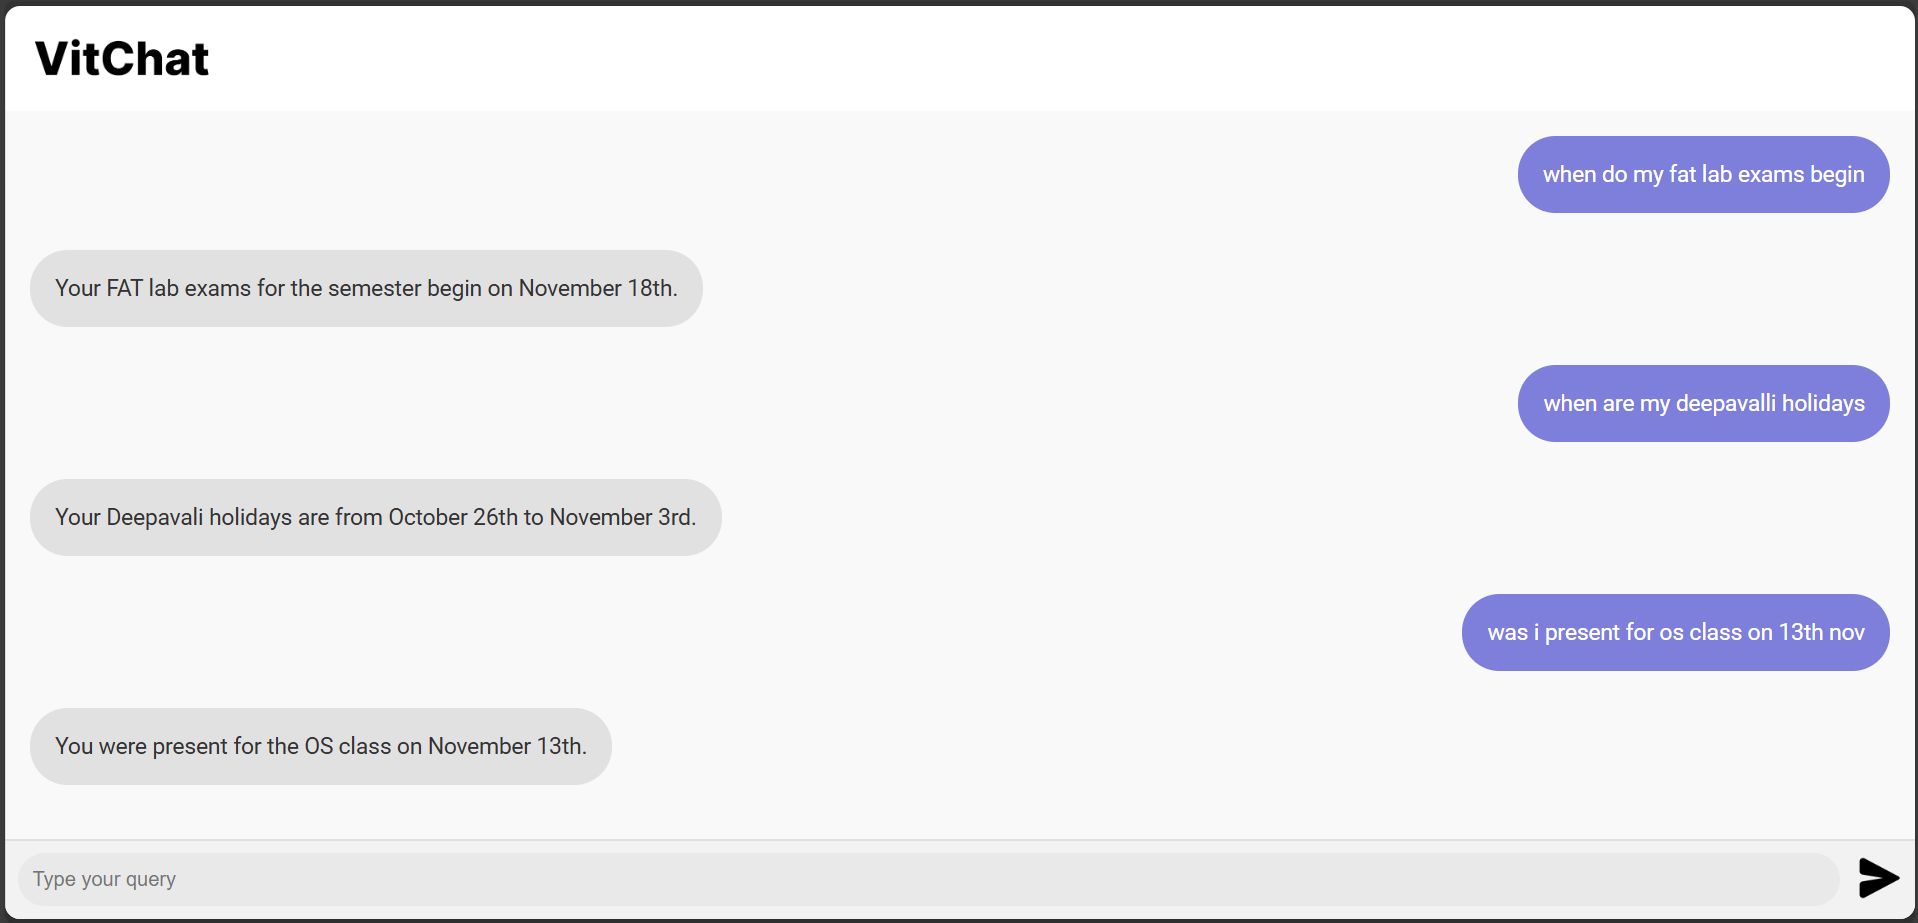 VitChat
when do my fat lab exams begin
Your FAT lab exams for the semester begin on November 18th.
when are my deepavalli holidays
Your Deepavali holidays are from October 26th to November 3rd.
was i present for os class on 13th nov
You were present for the OS class on November 13th.
Type your query